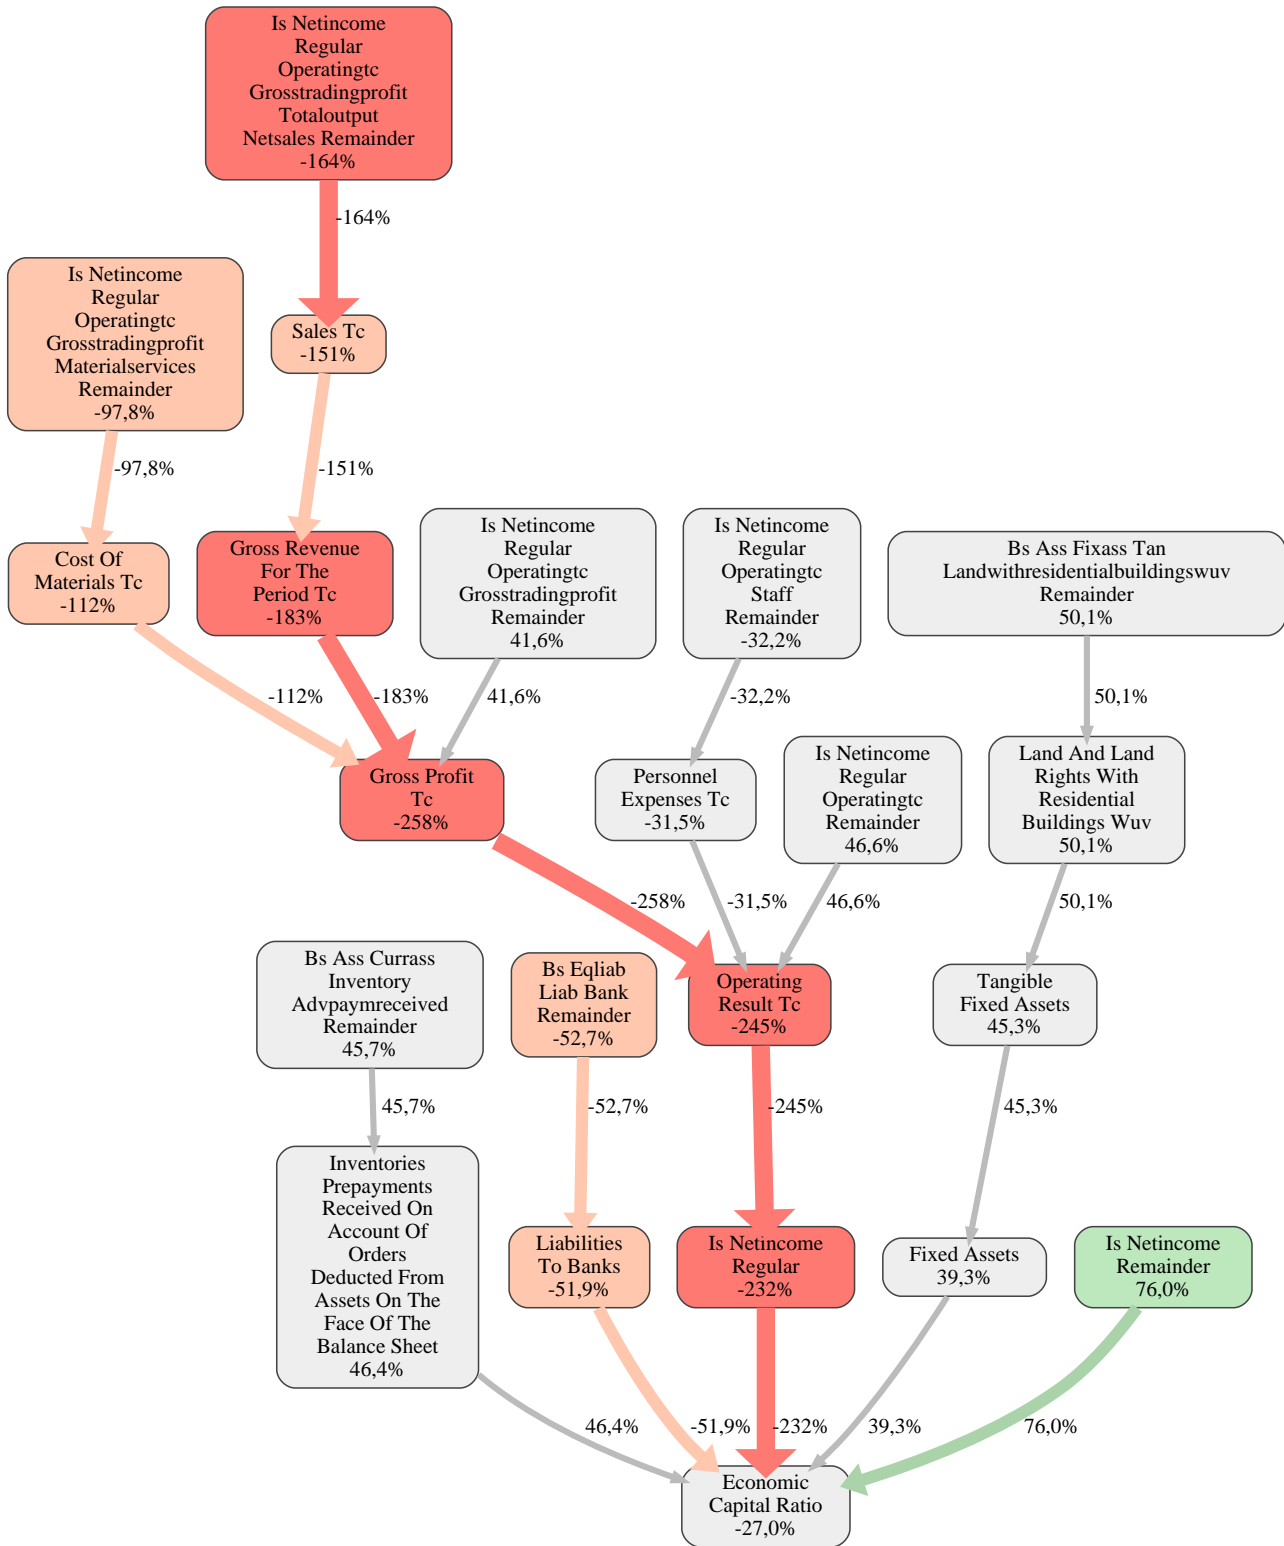 Is Netincome
Regular
Operatingtc
Grosstradingprofit
Totaloutput
Netsales Remainder
-164%
-164%
Is Netincome
Regular
Operatingtc
Grosstradingprofit
Materialservices
Remainder
-97,8%
Sales Tc
-151%
-97,8%
-151%
Cost Of
Materials Tc
-112%
Gross Revenue
For The
Period Tc
-183%
Is Netincome
Regular
Operatingtc
Grosstradingprofit
Remainder
41,6%
Is Netincome
Regular
Operatingtc
Staff
Remainder
-32,2%
Bs Ass Fixass Tan
Landwithresidentialbuildingswuv
Remainder
50,1%
-112%
-183%
41,6%
-32,2%
50,1%
Gross Profit
Tc
-258%
Personnel
Expenses Tc
-31,5%
Is Netincome
Regular
Operatingtc
Remainder
46,6%
Land And Land
Rights With
Residential
Buildings Wuv
50,1%
-258%
-31,5%
46,6%
50,1%
Bs Ass Currass
Inventory
Advpaymreceived
Remainder
45,7%
Bs Eqliab
Liab Bank
Remainder
-52,7%
Operating
Result Tc
-245%
Tangible
Fixed Assets
45,3%
45,7%
-52,7%
-245%
45,3%
Inventories
Prepayments
Received On
Account Of
Orders
Deducted From
Assets On The
Face Of The
Balance Sheet
46,4%
Liabilities
To Banks
-51,9%
Is Netincome
Regular
-232%
Fixed Assets
39,3%
Is Netincome
Remainder
76,0%
46,4%
-51,9%
-232%
39,3%
76,0%
Economic
Capital Ratio
-27,0%